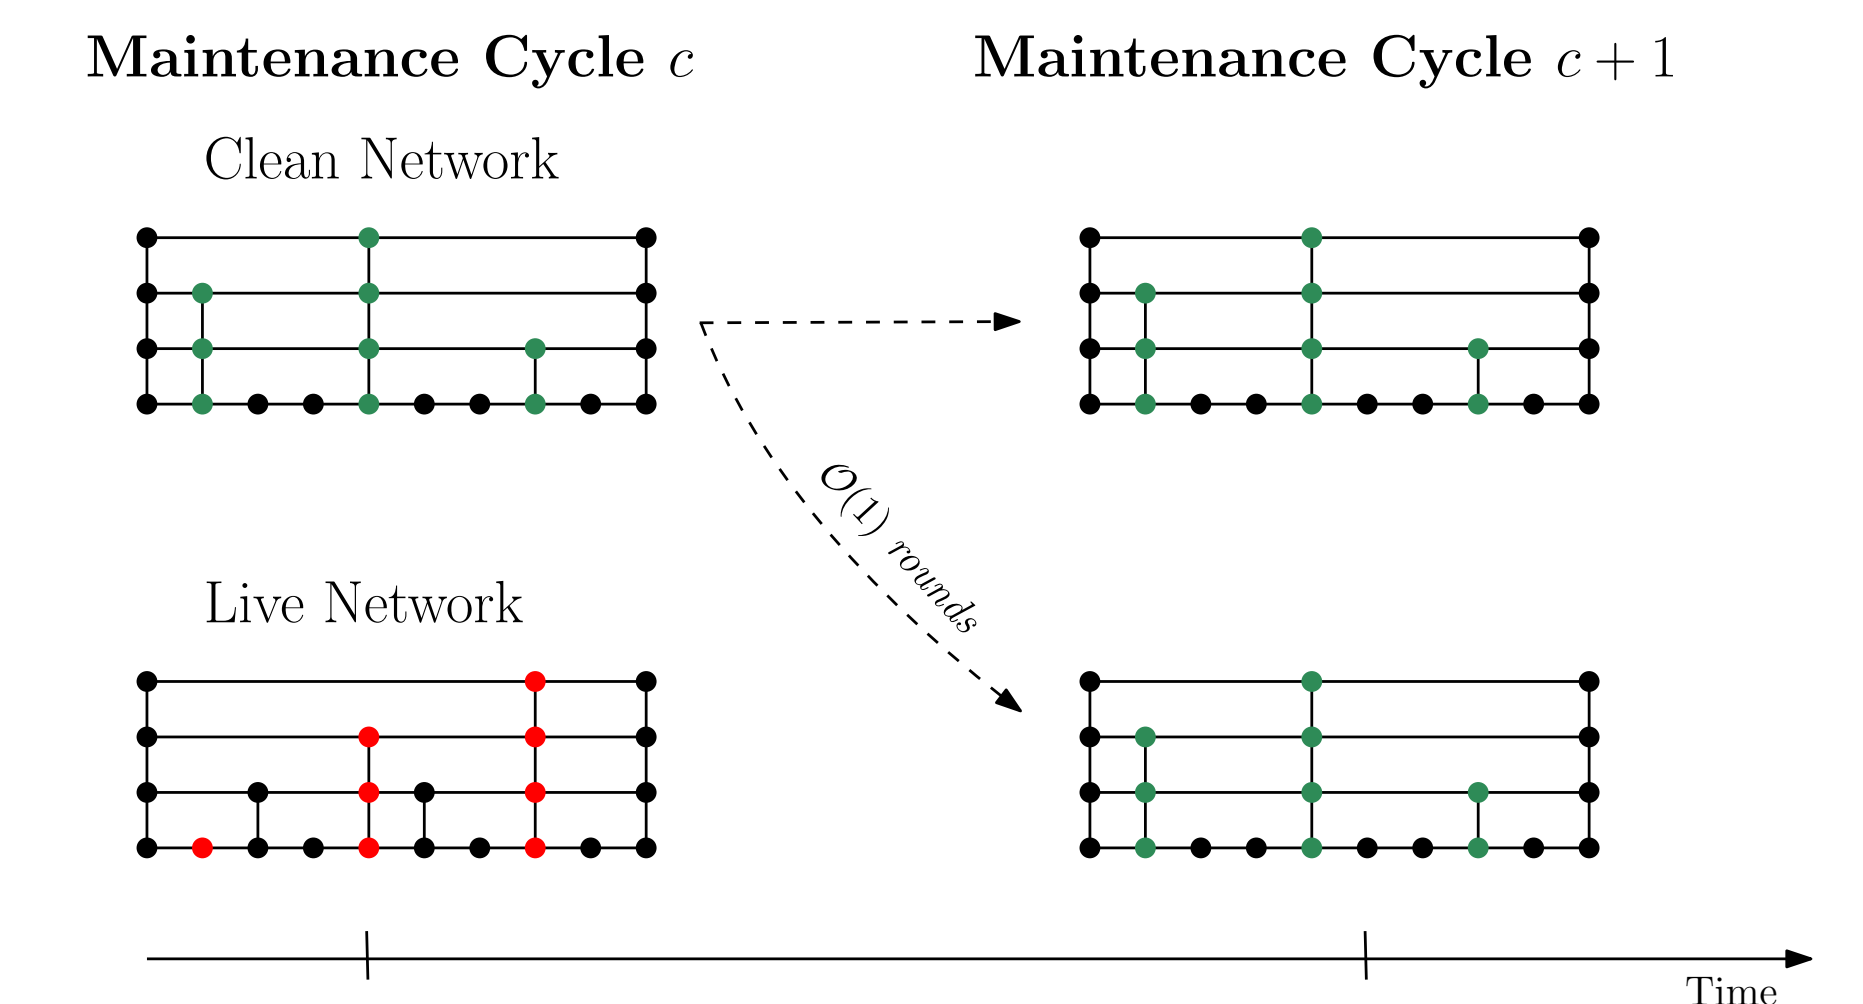 Maintenance Cycle c
Maintenance Cycle c + 1
Clean Network
𝒪(1) rounds
Live Network
Time